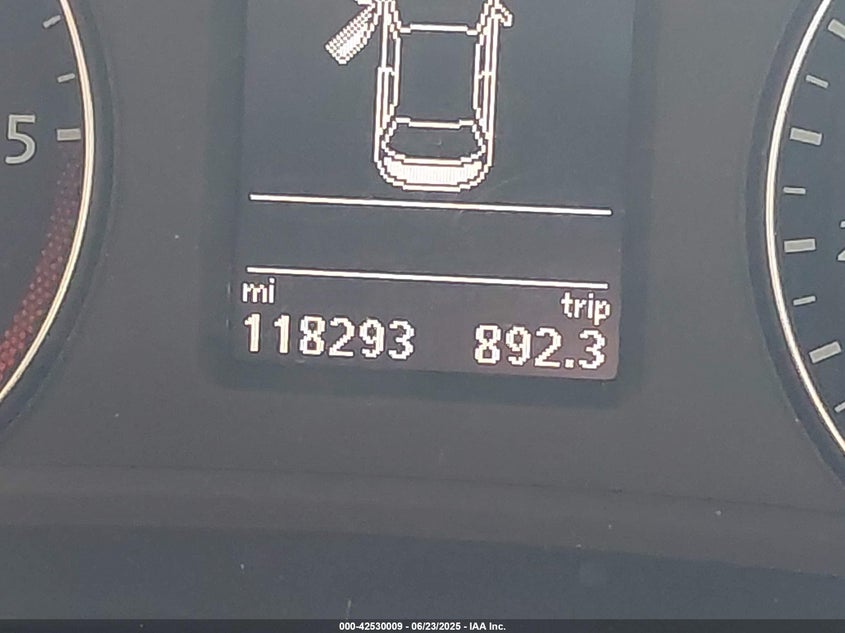 5
mi trip
118293 892.3
000-42530009 - 06/23/2025 - IAA Inc.